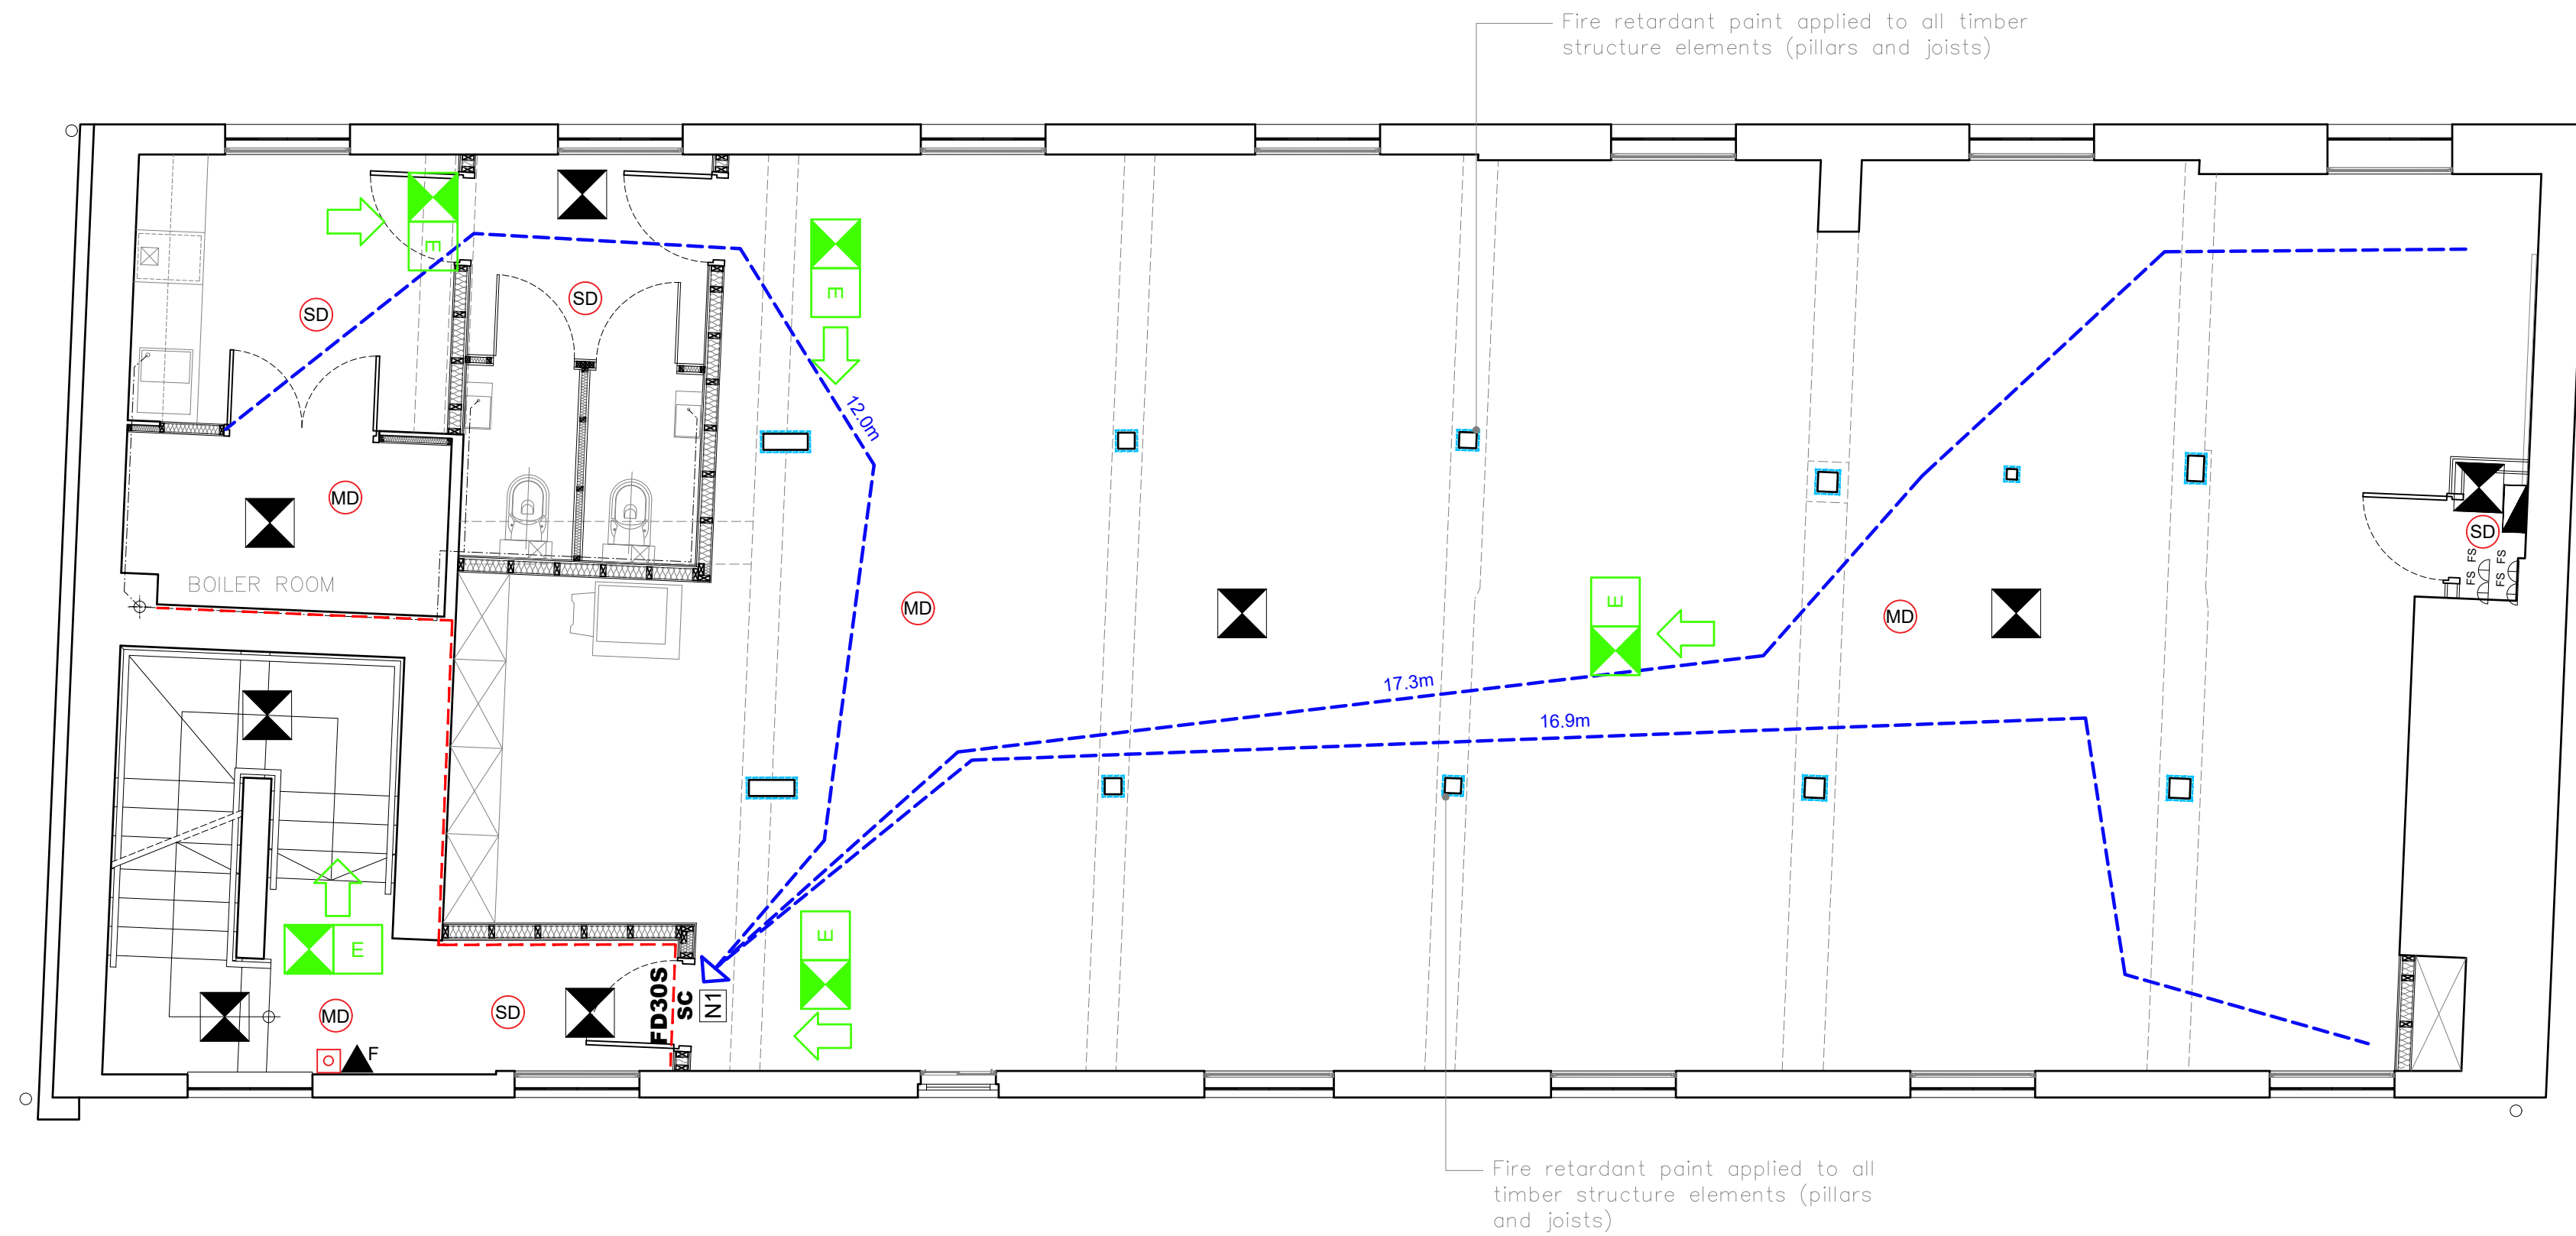 Fire retardant paint applied to all timber
structure elements (pillars and joists)
E
E
SD
SD
12.0m
MD
SD
FS FS
FS FS
BOILER ROOM
MD
E
MD
17.3m
16.9m
E
E
FD30S
SC
N1
MD
SD
F
Fire retardant paint applied to all
timber structure elements (pillars
and joists)